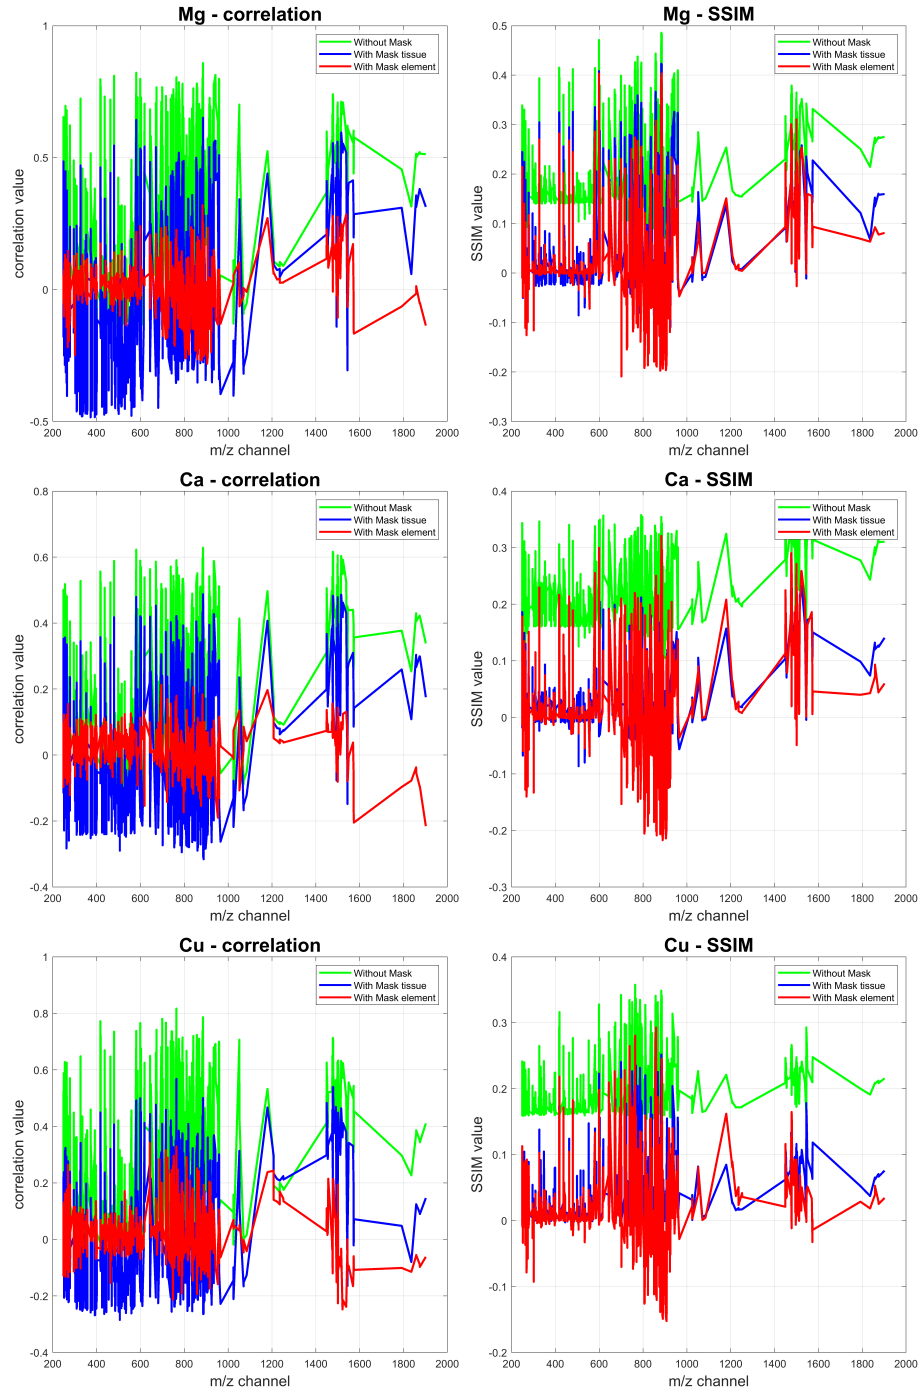 Mg - correlation
1
0.5
0
-0.5
correlation value
200 400 600 800 1000 1200 1400 1600 1800 2000
m/z channel
Without Mask
With Mask tissue
With Mask element
Mg - SSIM
0.5
0.4
0.3
0.2
0.1
0
-0.1
-0.2
-0.3
SSIM value
200 400 600 800 1000 1200 1400 1600 1800 2000
m/z channel
Without Mask
With Mask tissue
With Mask element
Ca - correlation
0.8
0.6
0.4
0.2
0
-0.2
-0.4
correlation value
200 400 600 800 1000 1200 1400 1600 1800 2000
m/z channel
Without Mask
With Mask tissue
With Mask element
Ca - SSIM
0.4
0.3
0.2
0.1
0
-0.1
-0.2
-0.3
SSIM value
200 400 600 800 1000 1200 1400 1600 1800 2000
m/z channel
Without Mask
With Mask tissue
With Mask element
Cu - correlation
1
0.8
0.6
0.4
0.2
0
-0.2
-0.4
correlation value
200 400 600 800 1000 1200 1400 1600 1800 2000
m/z channel
Without Mask
With Mask tissue
With Mask element
Cu - SSIM
0.4
0.3
0.2
0.1
0
-0.1
-0.2
SSIM value
200 400 600 800 1000 1200 1400 1600 1800 2000
m/z channel
Without Mask
With Mask tissue
With Mask element